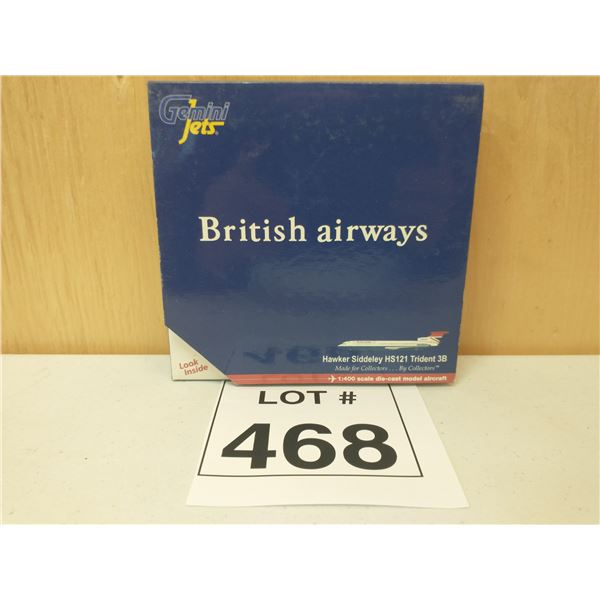 Gemini
Jets
British airways
Hawker Siddeley HS121 Trident 3B
Made for Collectors . . . By Collectors™
1:400 scale die-cast model aircraft
Look
Inside
LOT #
468